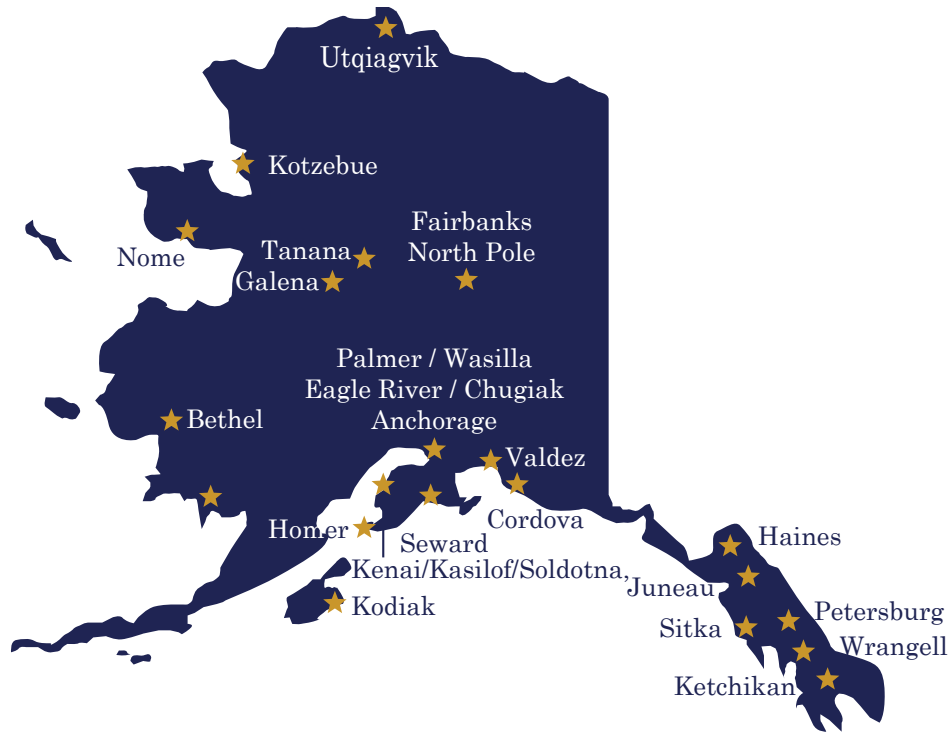 Utqiagvik
Kotzebue
Fairbanks
North Pole
Nome
Tanana
Galena
Palmer / Wasilla
Eagle River / Chugiak
Anchorage
Bethel
Valdez
Cordova
Homer
Seward
Kenai/Kasilof/Soldotna,
Kodiak
Haines
Juneau
Petersburg
Sitka
Wrangell
Ketchikan